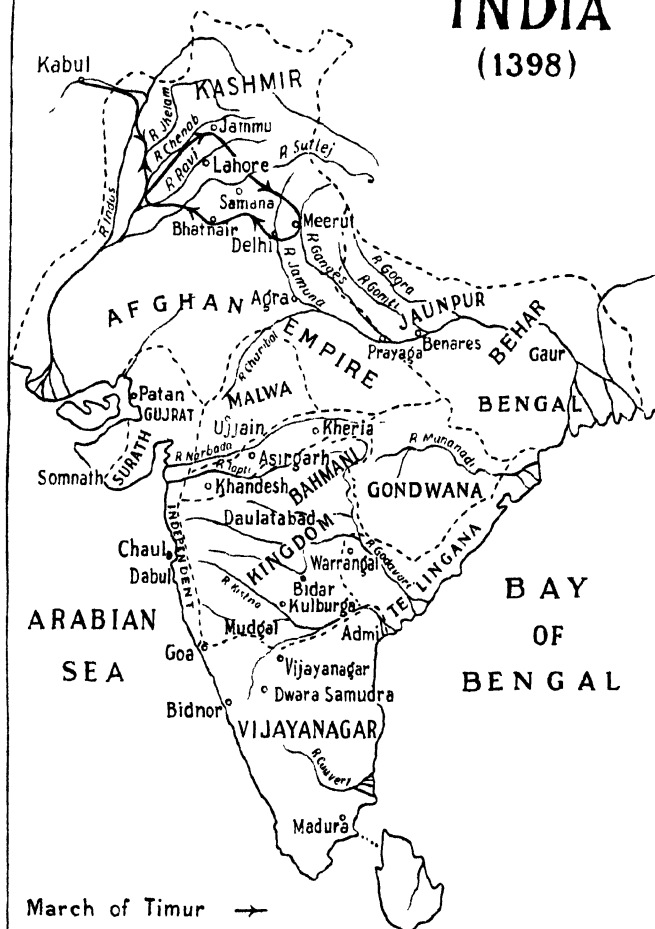 INDIA
(1398)
Kabul
KASHMIR
R Jhelam
R Chenab
Jammu
R Ravi
Lahore
R Sutlej
R Indus
Samana
Bhatnair
Delhi
Meerut
R Ganges
R Jamuna
R Gogra
R Gomti
AFGHAN
Agra
EMPIRE
JAUNPUR
BEHAR
Prayaga
Benares
Gaur
Patan
GUJRAT
MALWA
BENGAL
Ujjain
Kherla
SURATH
R Narbada
R Tapti
Asirgarh
Somnath
Khandesh
BAHMANI
GONDWANA
Daulatabad
INDEPENDENT
KINGDOM
Chaul
Dabul
Warrangal
R Godavari
TELINGANA
Bidar
R Kistna
Kulburga
BAY
ARABIAN
Mudgal
Admi
OF
Goa
SEA
Vijayanagar
BENGAL
Dwara Samudra
Bidnor
VIJAYANAGAR
Madura
March of Timur